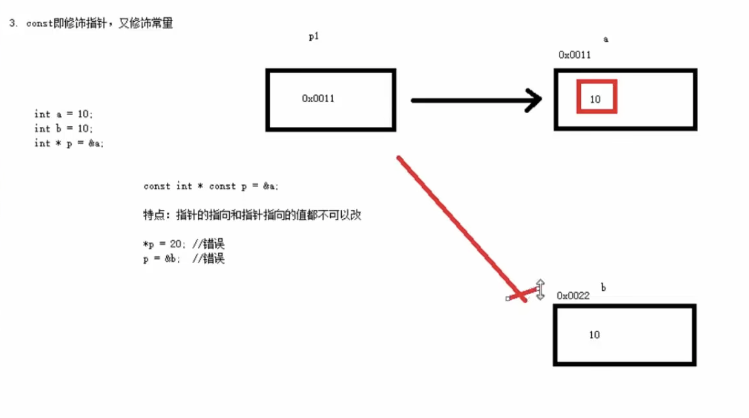 3. const即修饰指针，又修饰常量
p1
a
0x0011
0x0011
10
int a = 10;
int b = 10;
int * p = &a;
const int * const p = &a;
特点：指针的指向和指针指向的值都不可以改
*p = 20; //错误
p = &b; //错误
b
0x0022
10